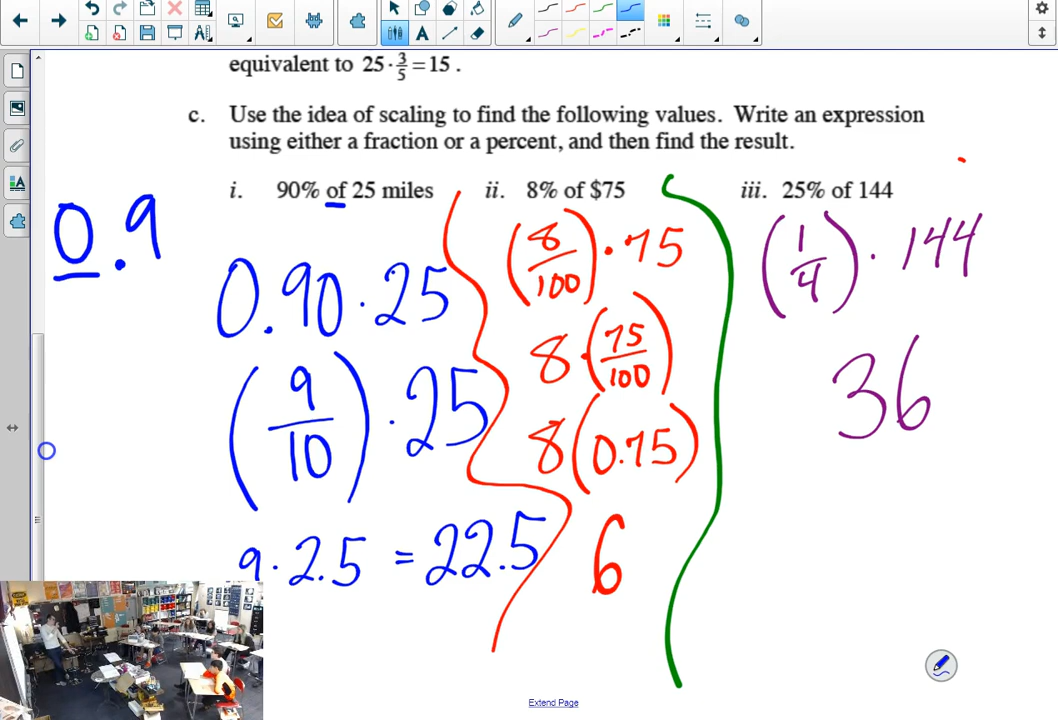 equivalent to 25 · 3/5 = 15 .
c. Use the idea of scaling to find the following values. Write an expression
using either a fraction or a percent, and then find the result.
i. 90% of 25 miles
ii. 8% of $75
iii. 25% of 144
0.9
0.90 · 25
(9/10) · 25
9 · 2.5 = 22.5
(8/100) · 75
8 · (75/100)
8(0.75)
6
(1/4) · 144
36
Extend Page